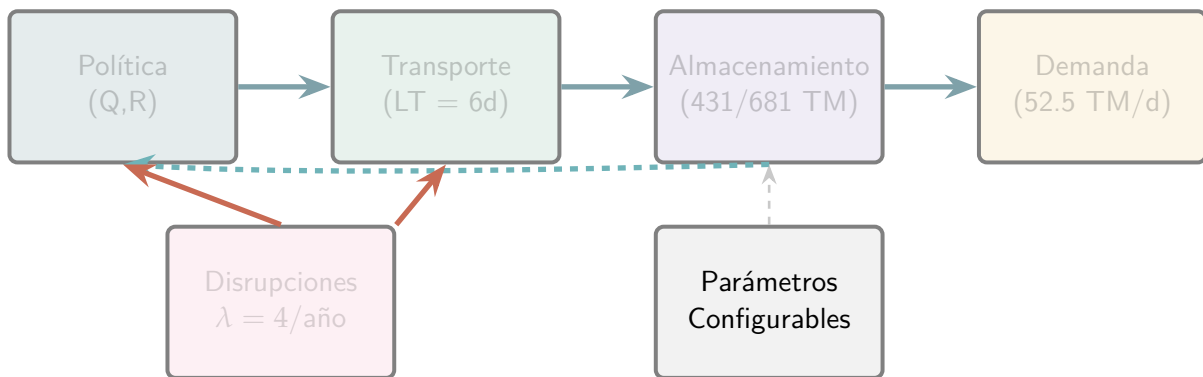 Política
(Q,R)
Transporte
(LT = 6d)
Almacenamiento
(431/681 TM)
Demanda
(52.5 TM/d)
Disrupciones
λ = 4/año
Parámetros
Configurables